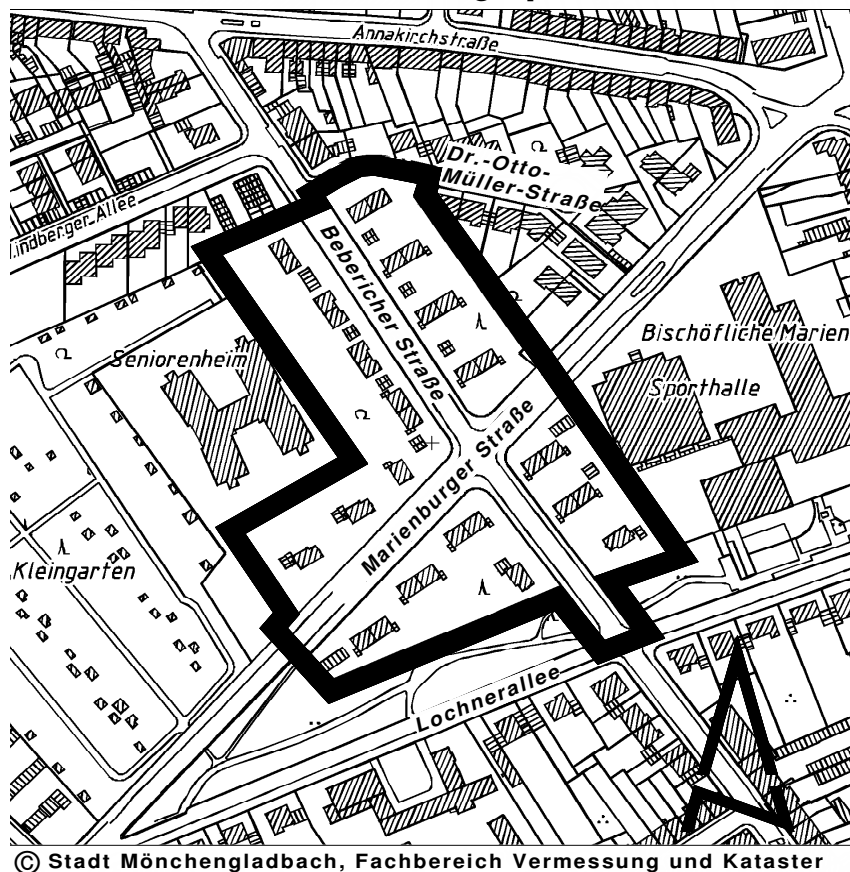 Annakirchstraße
Dr.-Otto-
Müller-Straße
Lindberger-Allee
Bebericher Straße
Bischöfliche Marien
Seniorenheim
Sporthalle
Marienburger Straße
Kleingarten
Lochnerallee
© Stadt Mönchengladbach, Fachbereich Vermessung und Kataster